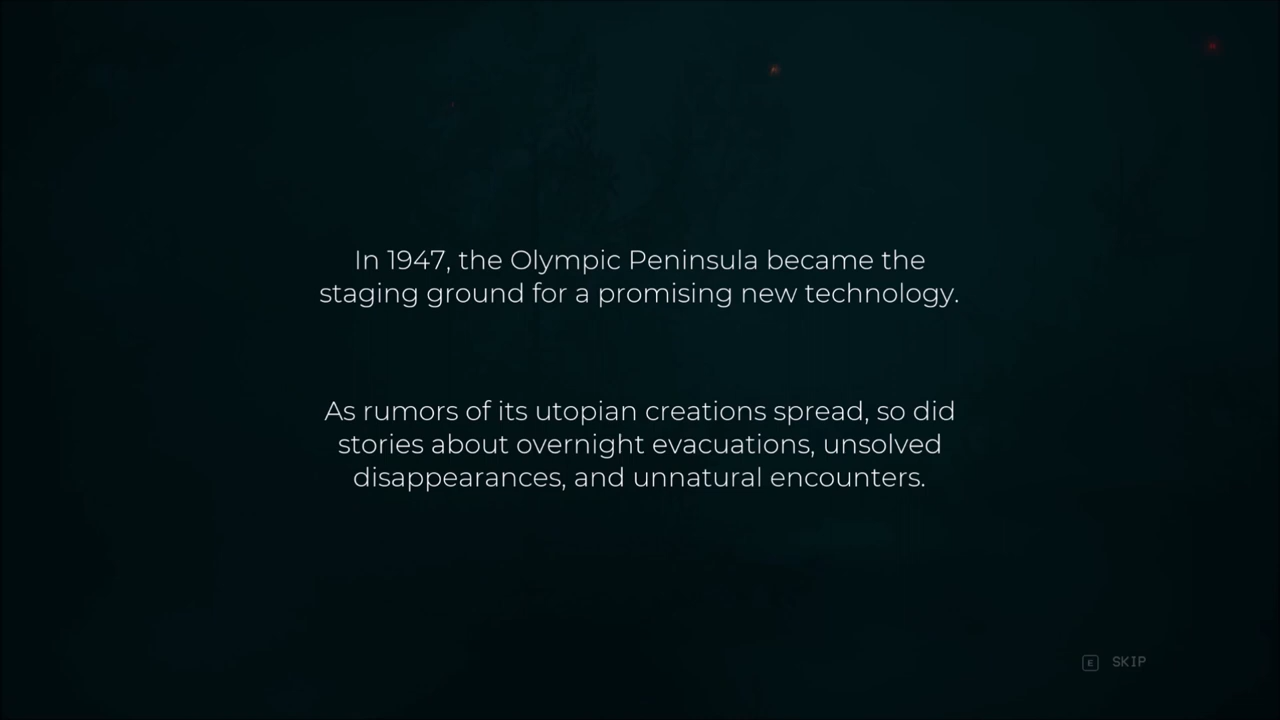 In 1947, the Olympic Peninsula became the
staging ground for a promising new technology.
As rumors of its utopian creations spread, so did
stories about overnight evacuations, unsolved
disappearances, and unnatural encounters.
E SKIP